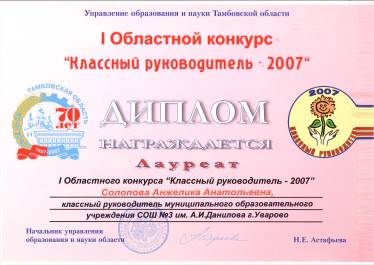 Управление образования и науки Тамбовской области
I Областной конкурс
"Классный руководитель - 2007"
ТАМБОВСКАЯ ОБЛАСТЬ
70
ЛЕТ
1937-2007
2007
КЛАССНЫЙ РУКОВОДИТЕЛЬ
ДИПЛОМ
НАГРАЖДАЕТСЯ
Лауреат
I Областного конкурса "Классный руководитель - 2007"
Солопова Анжелика Анатольевна,
классный руководитель муниципального образовательного
учреждения СОШ №3 им. А.И.Данилова г.Уварово
Начальник управления
образования и науки области
Н.Е. Астафьева